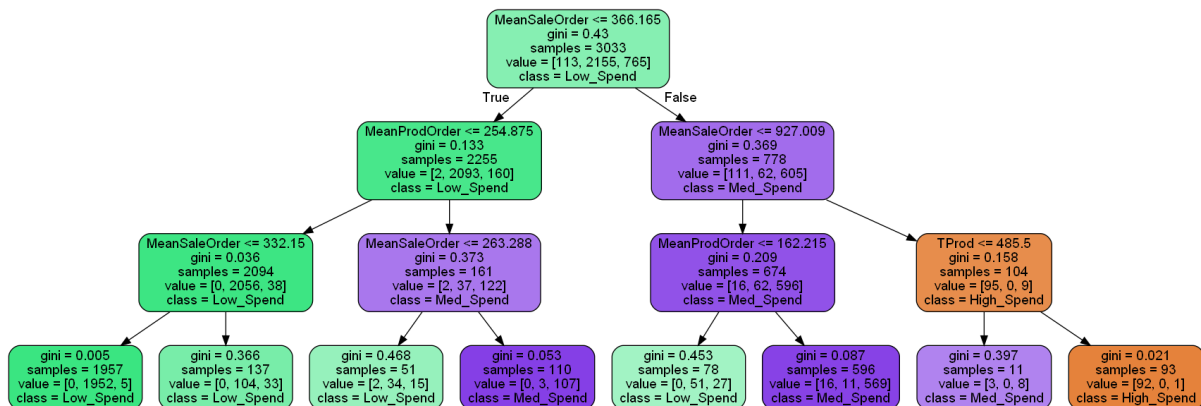 MeanSaleOrder <= 366.165
gini = 0.43
samples = 3033
value = [113, 2155, 765]
class = Low_Spend
True
False
MeanProdOrder <= 254.875
gini = 0.133
samples = 2255
value = [2, 2093, 160]
class = Low_Spend
MeanSaleOrder <= 927.009
gini = 0.369
samples = 778
value = [111, 62, 605]
class = Med_Spend
MeanSaleOrder <= 332.15
gini = 0.036
samples = 2094
value = [0, 2056, 38]
class = Low_Spend
MeanSaleOrder <= 263.288
gini = 0.373
samples = 161
value = [2, 37, 122]
class = Med_Spend
MeanProdOrder <= 162.215
gini = 0.209
samples = 674
value = [16, 62, 596]
class = Med_Spend
TProd <= 485.5
gini = 0.158
samples = 104
value = [95, 0, 9]
class = High_Spend
gini = 0.005
samples = 1957
value = [0, 1952, 5]
class = Low_Spend
gini = 0.366
samples = 137
value = [0, 104, 33]
class = Low_Spend
gini = 0.468
samples = 51
value = [2, 34, 15]
class = Low_Spend
gini = 0.053
samples = 110
value = [0, 3, 107]
class = Med_Spend
gini = 0.453
samples = 78
value = [0, 51, 27]
class = Low_Spend
gini = 0.087
samples = 596
value = [16, 11, 569]
class = Med_Spend
gini = 0.397
samples = 11
value = [3, 0, 8]
class = Med_Spend
gini = 0.021
samples = 93
value = [92, 0, 1]
class = High_Spend